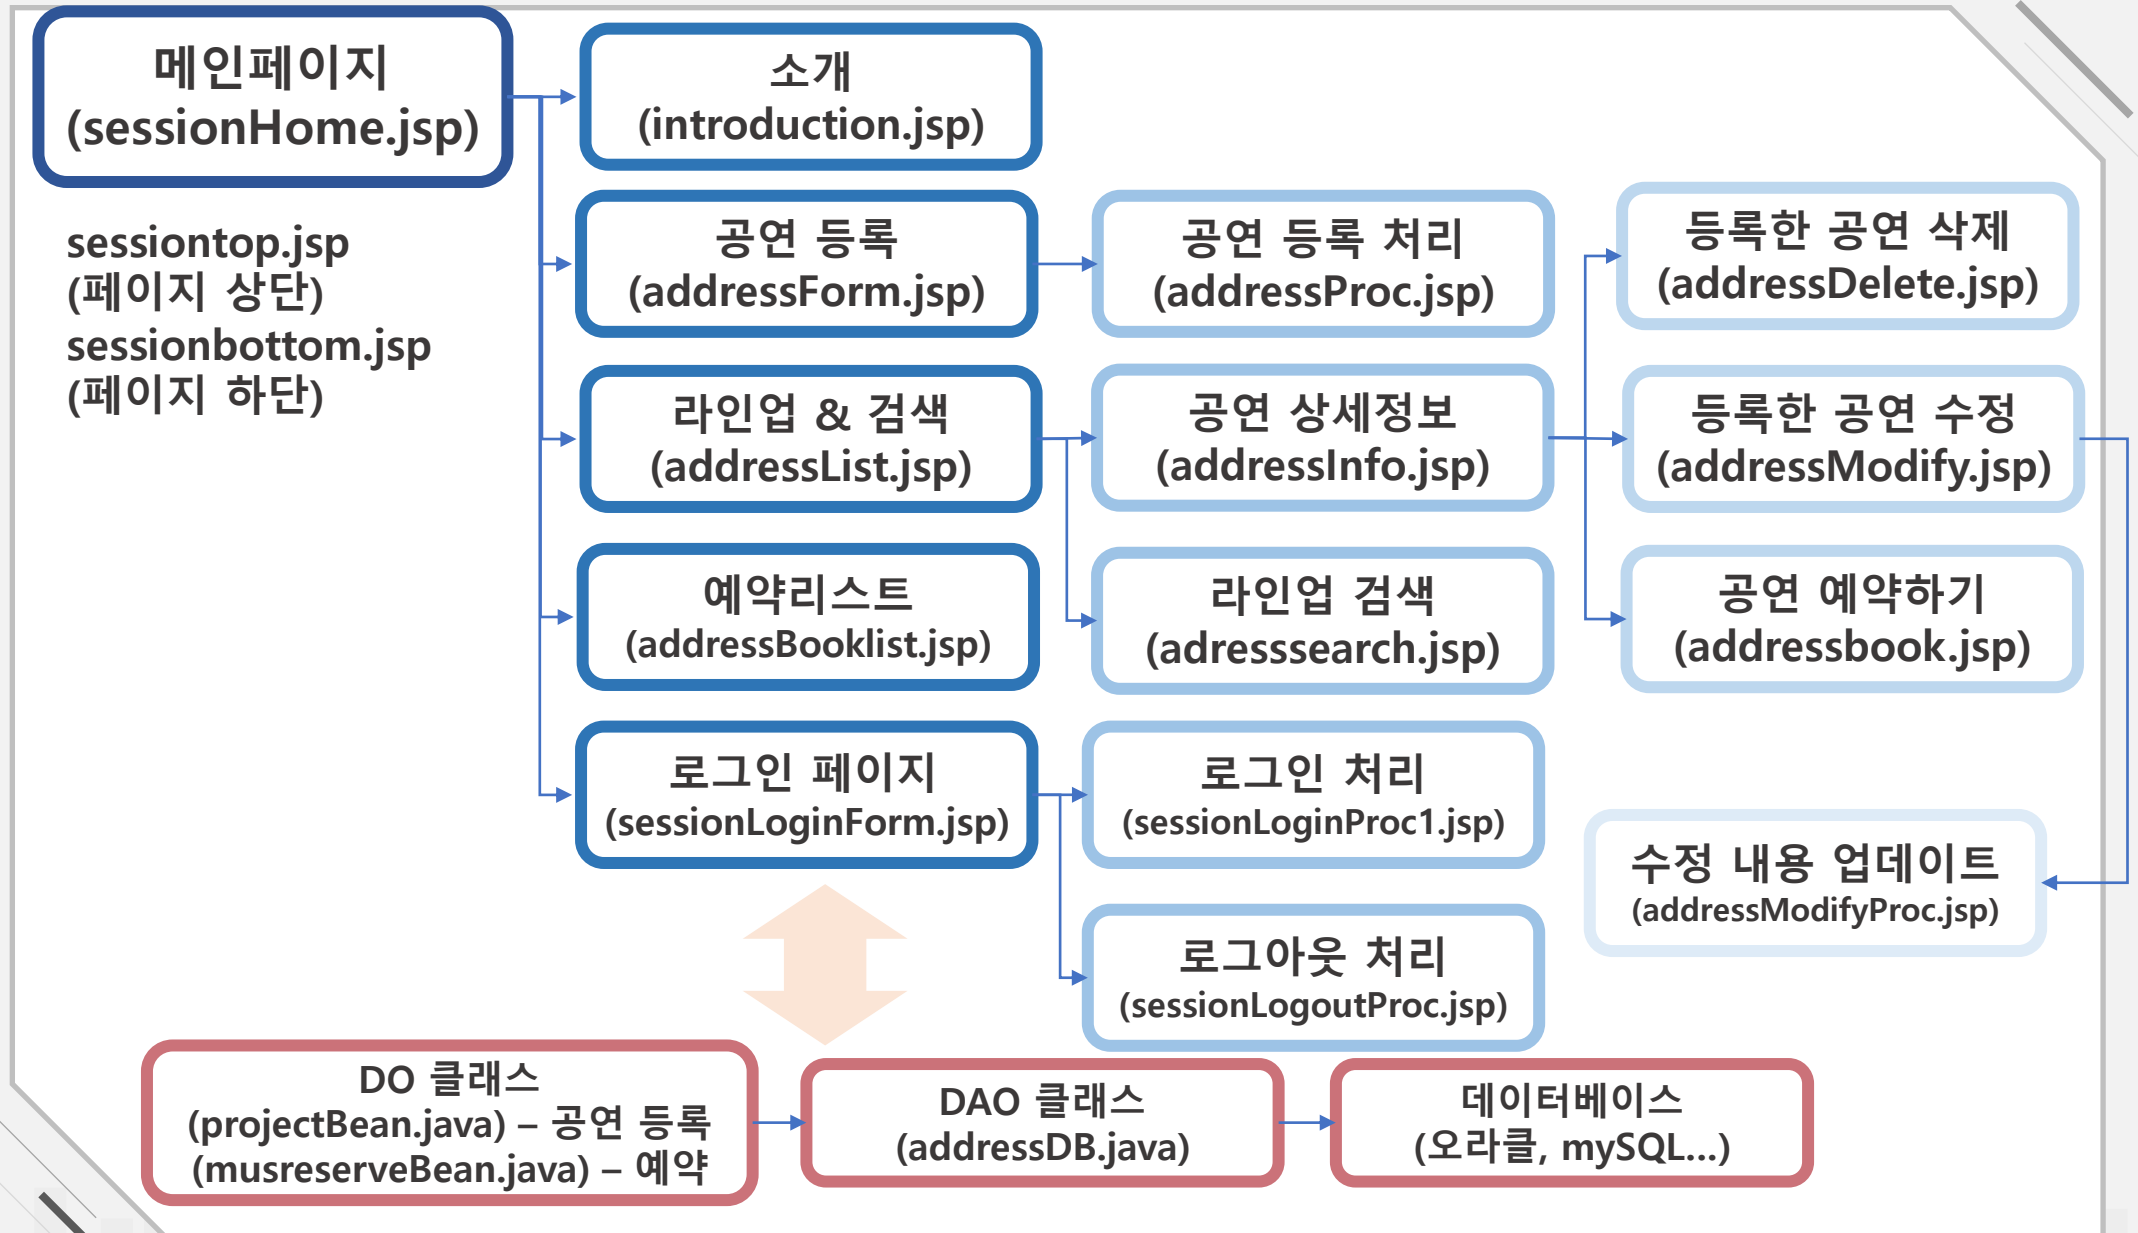 메인페이지
(sessionHome.jsp)
sessiontop.jsp
(페이지 상단)
sessionbottom.jsp
(페이지 하단)
소개
(introduction.jsp)
공연 등록
(addressForm.jsp)
공연 등록 처리
(addressProc.jsp)
등록한 공연 삭제
(addressDelete.jsp)
라인업 & 검색
(addressList.jsp)
공연 상세정보
(addressInfo.jsp)
등록한 공연 수정
(addressModify.jsp)
예약리스트
(addressBooklist.jsp)
라인업 검색
(adresssearch.jsp)
공연 예약하기
(addressbook.jsp)
로그인 페이지
(sessionLoginForm.jsp)
로그인 처리
(sessionLoginProc1.jsp)
수정 내용 업데이트
(addressModifyProc.jsp)
로그아웃 처리
(sessionLogoutProc.jsp)
DO 클래스
(projectBean.java) – 공연 등록
(musreserveBean.java) – 예약
DAO 클래스
(addressDB.java)
데이터베이스
(오라클, mySQL...)